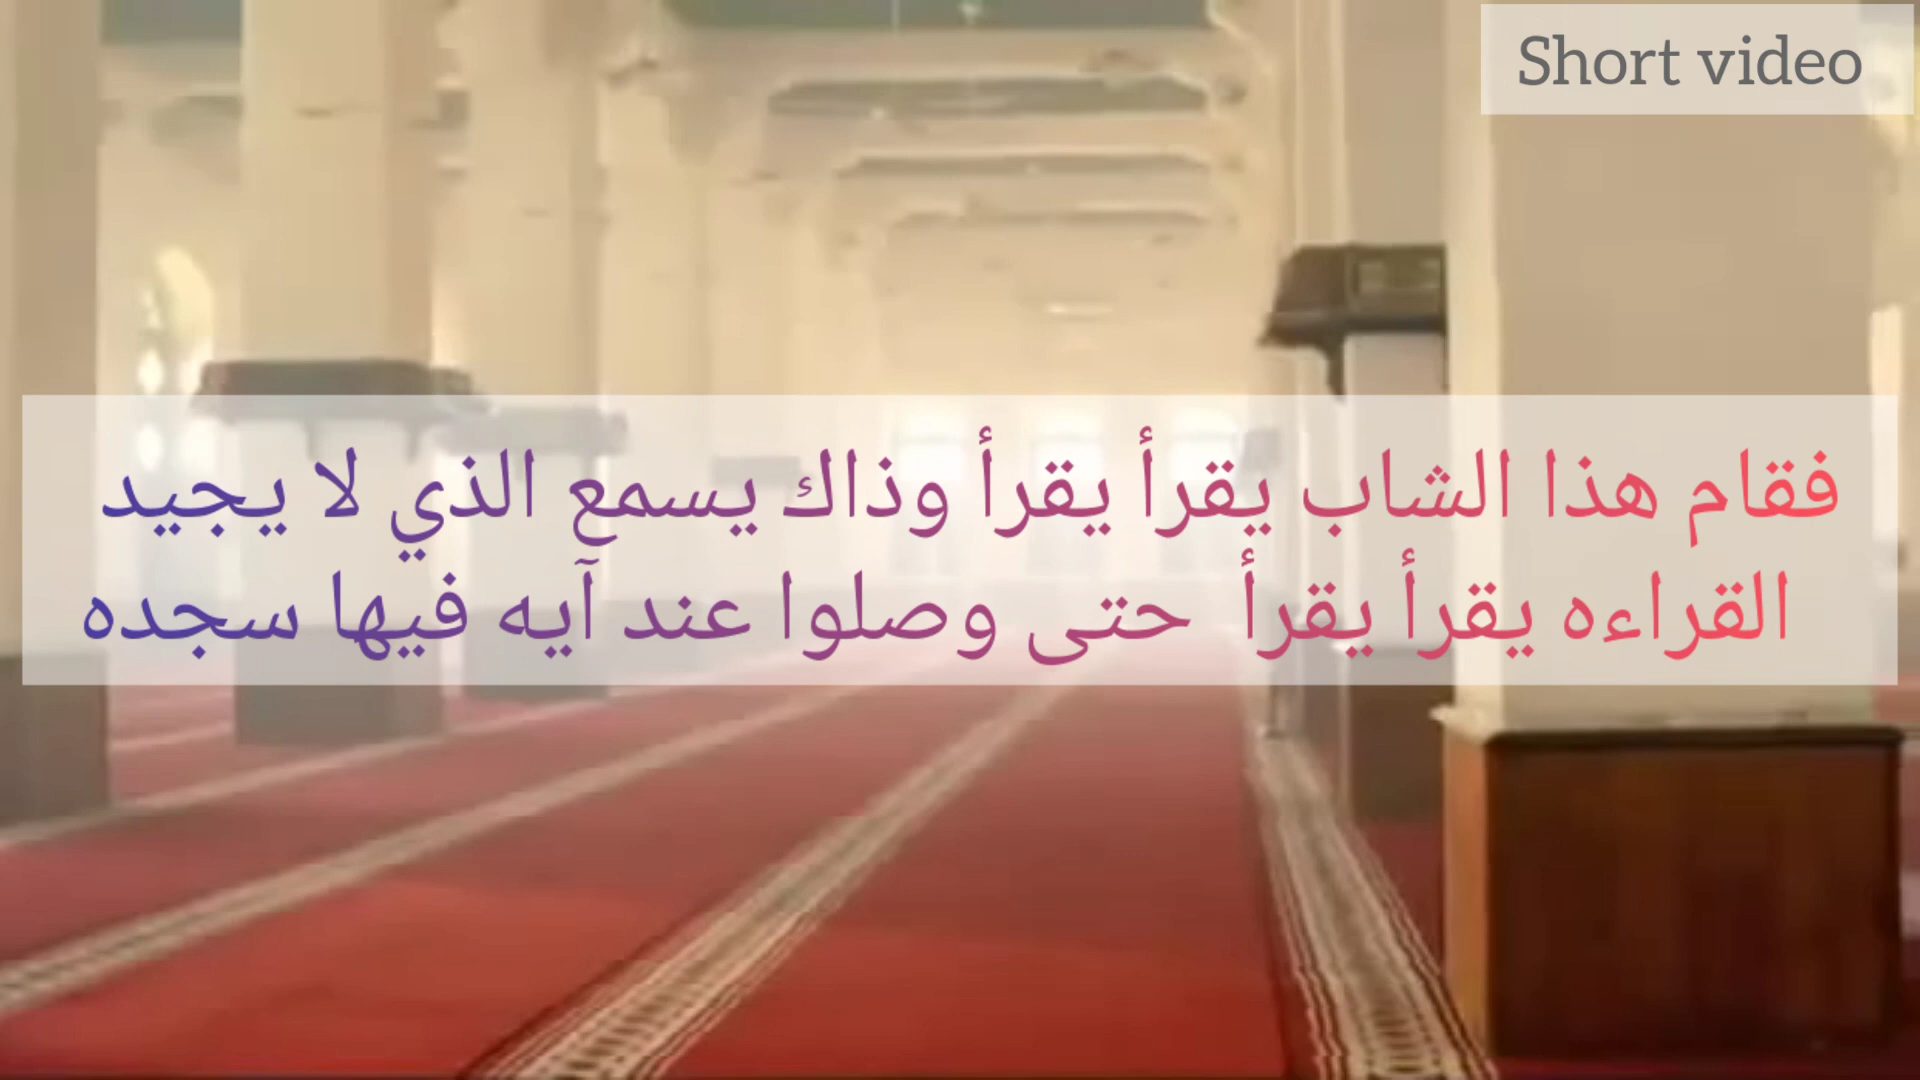 Short video
فقام هذا الشاب يقرأ يقرأ وذاك يسمع الذي لا يجيد
القراءه يقرأ يقرأ حتى وصلوا عند آيه فيها سجده